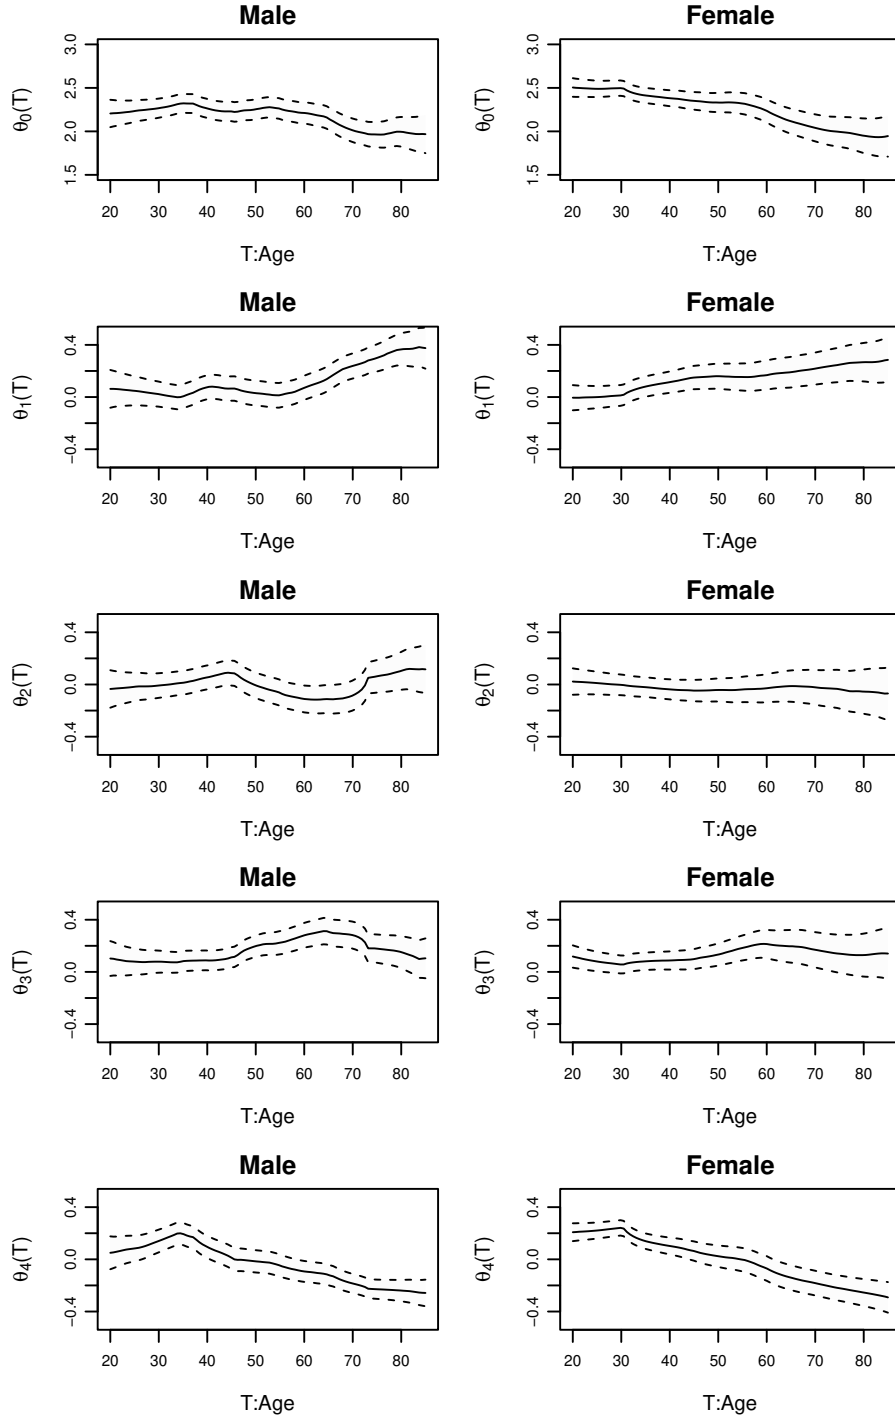 Male Female
3.0 3.0
2.5 2.5
θ0(T) θ0(T)
2.0 2.0
1.5 1.5
20 30 40 50 60 70 80 20 30 40 50 60 70 80
T:Age T:Age
Male Female
0.4 0.4
θ1(T) 0.0 θ1(T) 0.0
−0.4 −0.4
20 30 40 50 60 70 80 20 30 40 50 60 70 80
T:Age T:Age
Male Female
0.4 0.4
θ2(T) 0.0 θ2(T) 0.0
−0.4 −0.4
20 30 40 50 60 70 80 20 30 40 50 60 70 80
T:Age T:Age
Male Female
0.4 0.4
θ3(T) 0.0 θ3(T) 0.0
−0.4 −0.4
20 30 40 50 60 70 80 20 30 40 50 60 70 80
T:Age T:Age
Male Female
0.4 0.4
θ4(T) 0.0 θ4(T) 0.0
−0.4 −0.4
20 30 40 50 60 70 80 20 30 40 50 60 70 80
T:Age T:Age